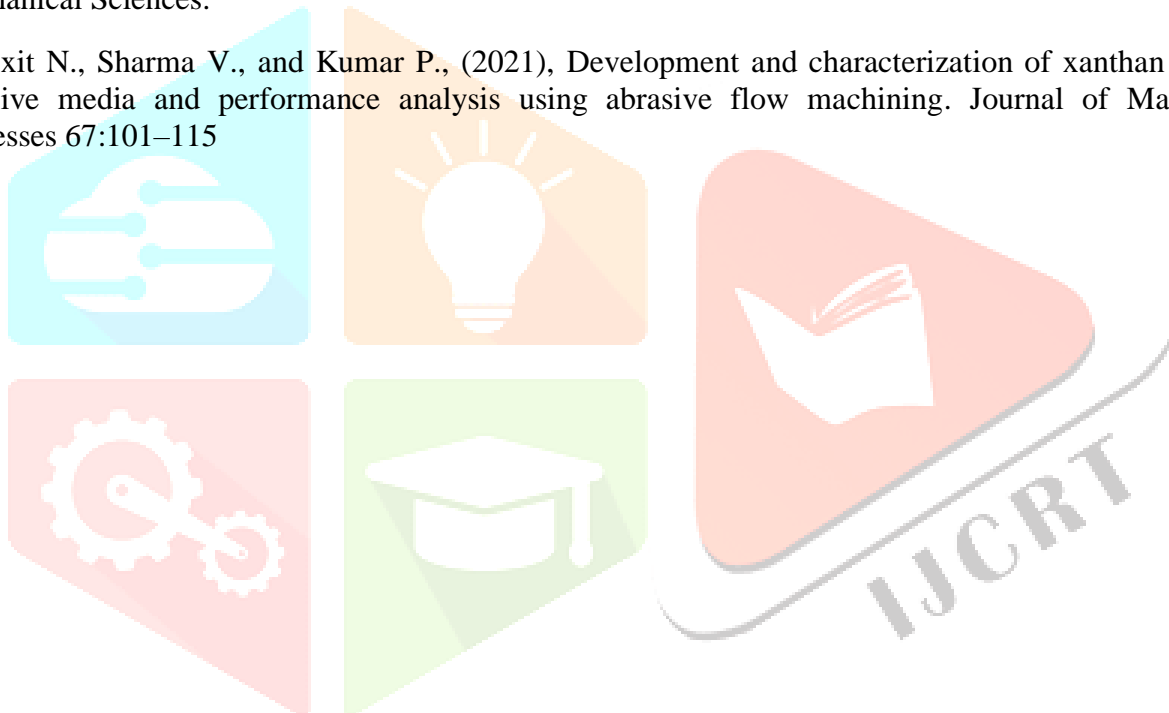 anical Sciences.
xit N., Sharma V., and Kumar P., (2021), Development and characterization of xanthan
ive media and performance analysis using abrasive flow machining. Journal of Ma
esses 67:101–115
IJCRT